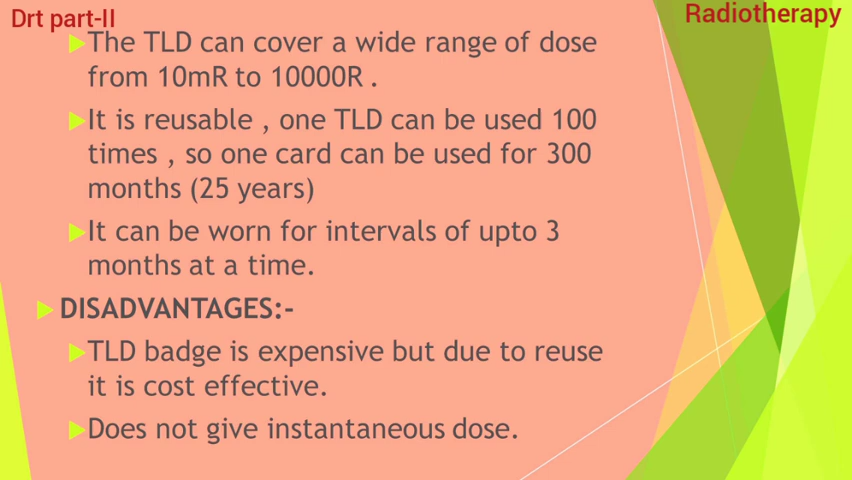 Drt part-II
Radiotherapy
The TLD can cover a wide range of dose
from 10mR to 10000R .
It is reusable , one TLD can be used 100
times , so one card can be used for 300
months (25 years)
It can be worn for intervals of upto 3
months at a time.
DISADVANTAGES:-
TLD badge is expensive but due to reuse
it is cost effective.
Does not give instantaneous dose.